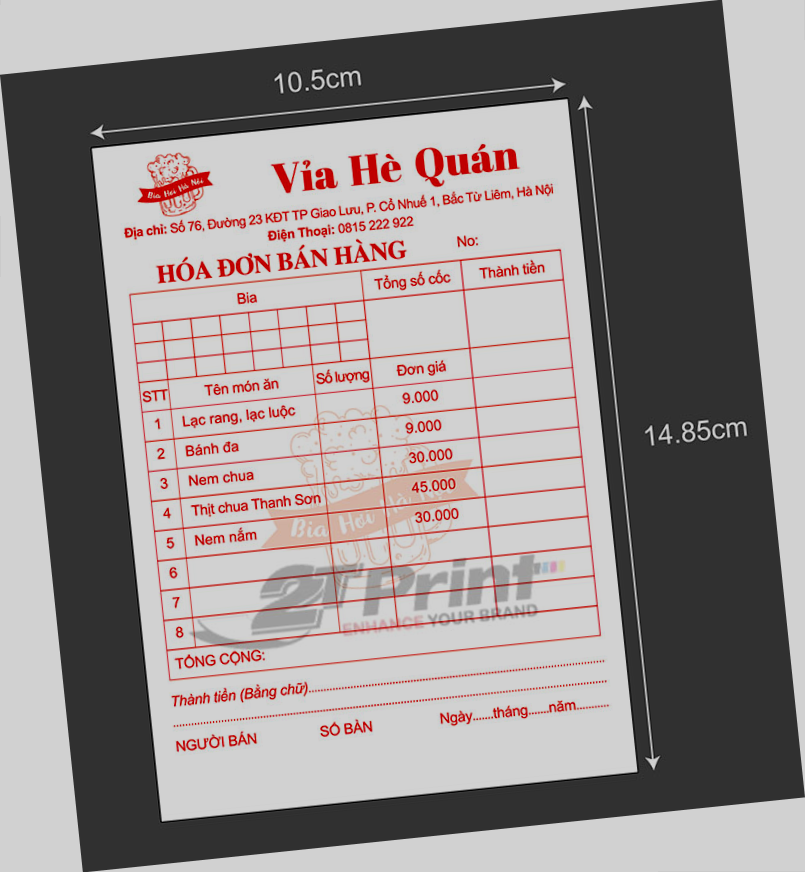 10.5cm
Bia Hơi Hà Nội
Vỉa Hè Quán
Địa chỉ: Số 76, Đường 23 KĐT TP Giao Lưu, P. Cổ Nhuế 1, Bắc Từ Liêm, Hà Nội
Điện Thoại: 0815 222 922
HÓA ĐƠN BÁN HÀNG No:
Bia Tổng số cốc Thành tiền
STT Tên món ăn Số lượng Đơn giá
1 Lạc rang, lạc luộc 9.000
2 Bánh đa 9.000
3 Nem chua 30.000
4 Thịt chua Thanh Sơn 45.000
5 Nem nắm 30.000
6
7
8
Bia Hơi Hà Nội
2T Print
ENHANCE YOUR BRAND
TỔNG CỘNG:
Thành tiền (Bằng chữ)
NGƯỜI BÁN SỐ BÀN Ngày......tháng......năm.........
14.85cm